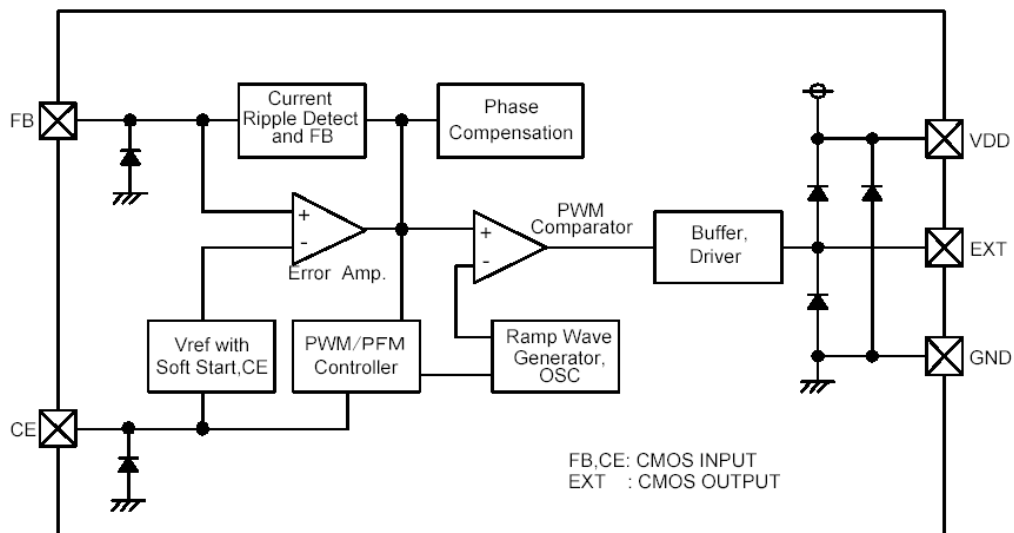 FB
Current
Ripple Detect
and FB
Phase
Compensation
VDD
+
-
Error Amp.
+
-
PWM
Comparator
Buffer,
Driver
EXT
Vref with
Soft Start,CE
PWM/PFM
Controller
Ramp Wave
Generator,
OSC
GND
CE
FB,CE: CMOS INPUT
EXT : CMOS OUTPUT